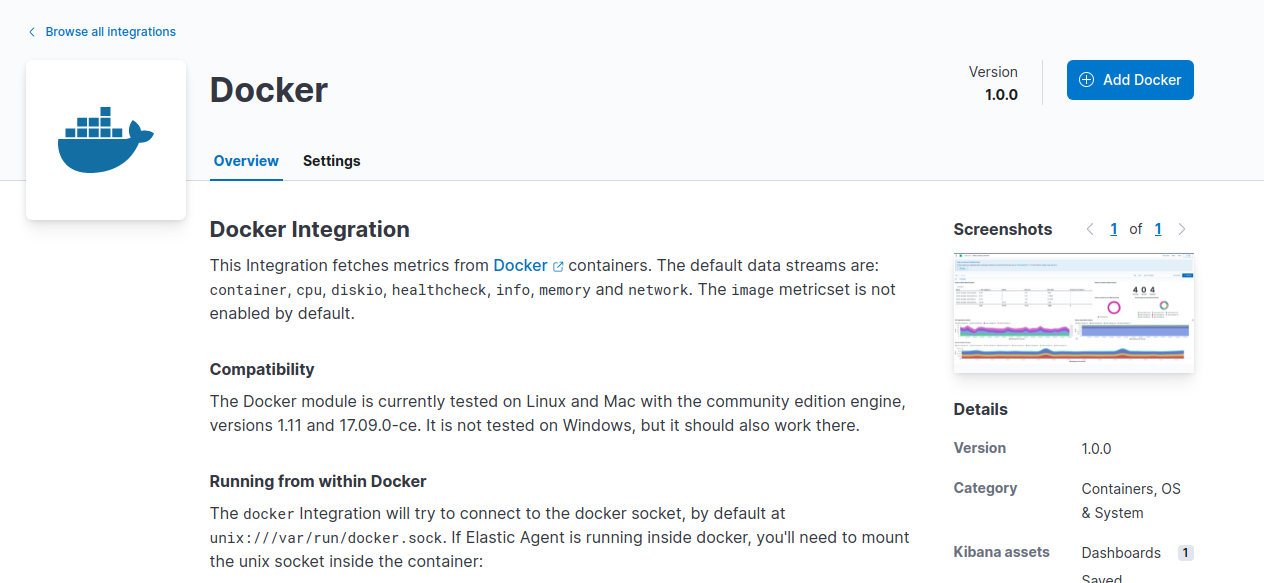 Browse all integrations
Docker
Version
1.0.0
Add Docker
Overview
Settings
Docker Integration
This Integration fetches metrics from Docker containers. The default data streams are:
container, cpu, diskio, healthcheck, info, memory and network. The image metricset is not
enabled by default.
Compatibility
The Docker module is currently tested on Linux and Mac with the community edition engine,
versions 1.11 and 17.09.0-ce. It is not tested on Windows, but it should also work there.
Running from within Docker
The docker Integration will try to connect to the docker socket, by default at
unix:///var/run/docker.sock. If Elastic Agent is running inside docker, you'll need to mount
the unix socket inside the container:
Screenshots
1 of 1
4 0 4
Details
Version 1.0.0
Category Containers, OS
& System
Kibana assets Dashboards 1
Saved